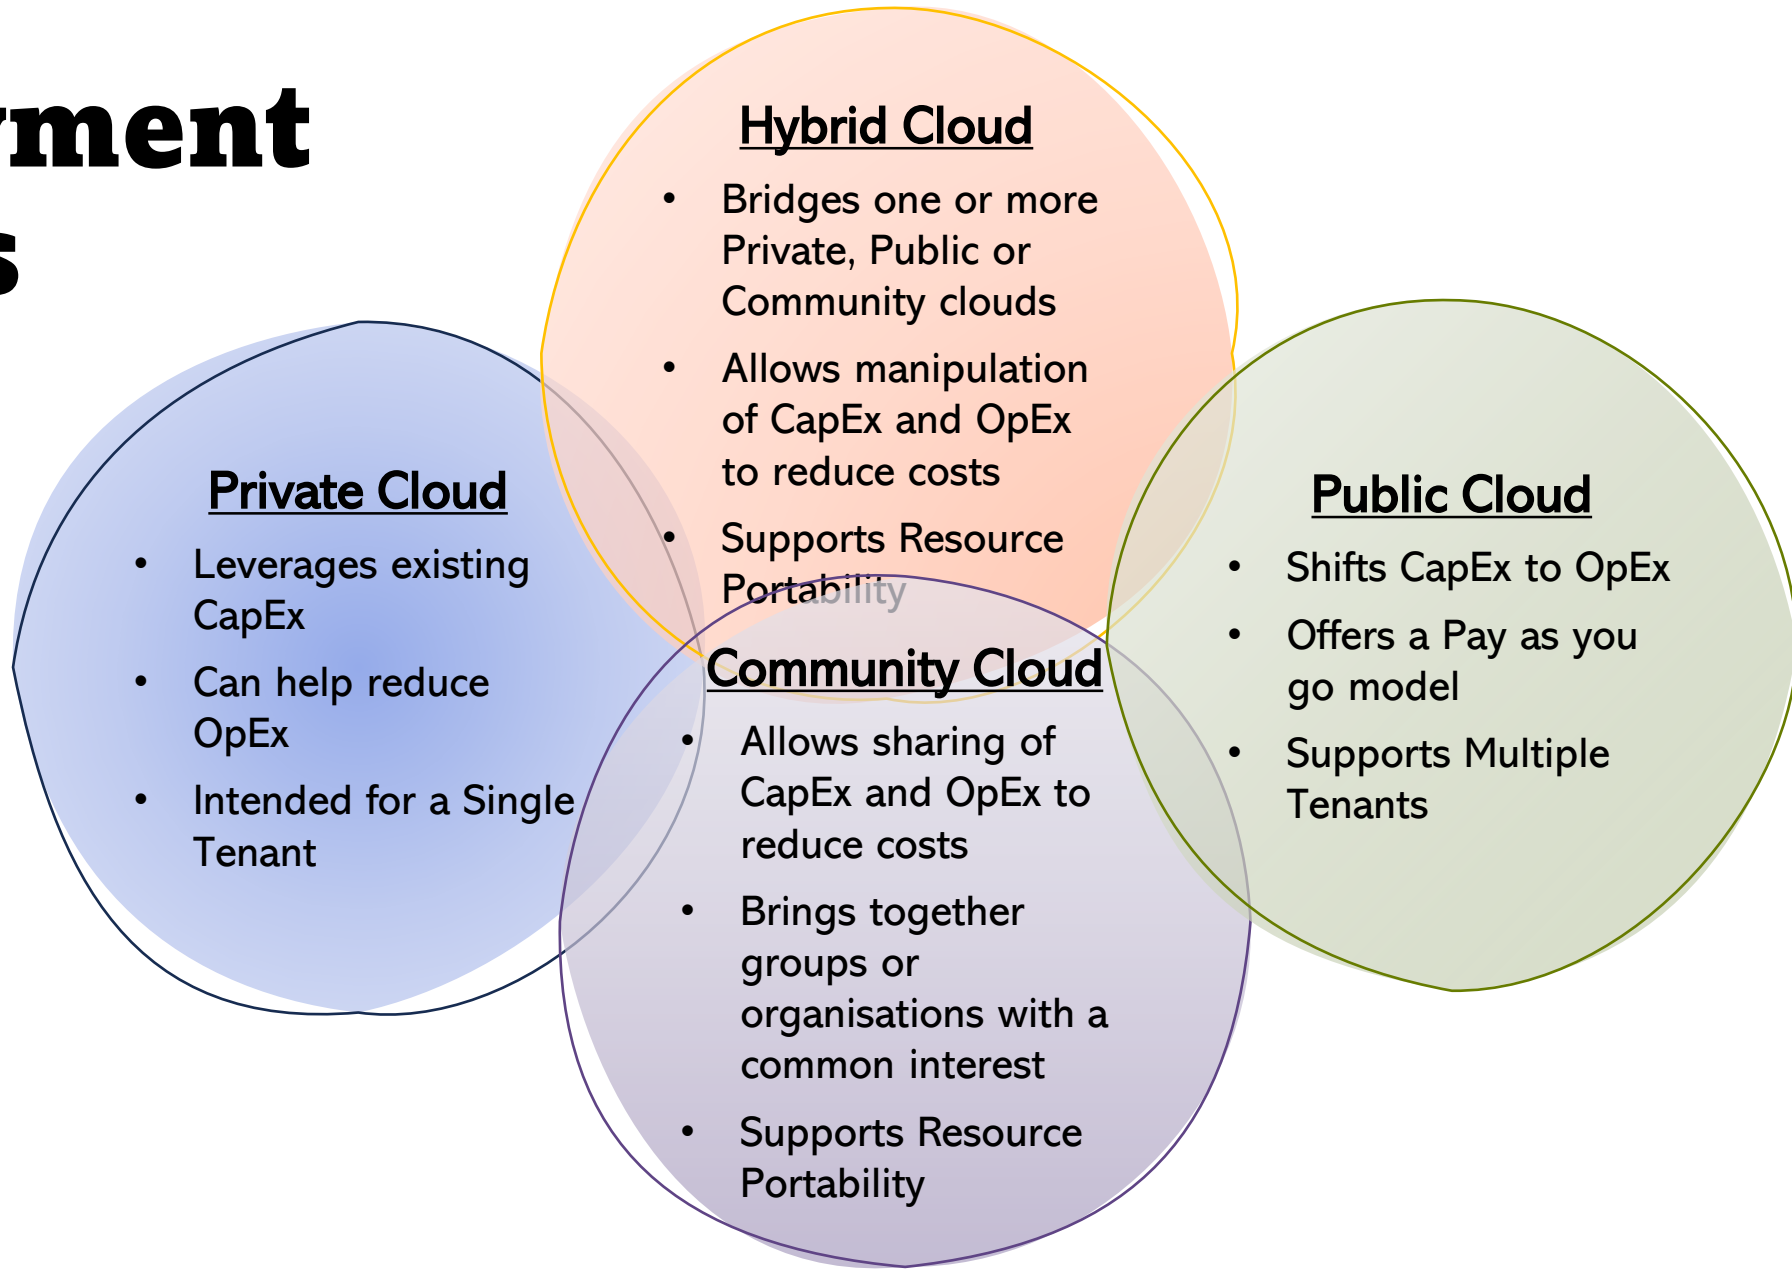 Hybrid Cloud
• Bridges one or more
Private, Public or
Community clouds
• Allows manipulation
of CapEx and OpEx
to reduce costs
• Supports Resource
Portability
Private Cloud
• Leverages existing
CapEx
• Can help reduce
OpEx
• Intended for a Single
Tenant
Community Cloud
• Allows sharing of
CapEx and OpEx to
reduce costs
• Brings together
groups or
organisations with a
common interest
• Supports Resource
Portability
Public Cloud
• Shifts CapEx to OpEx
• Offers a Pay as you
go model
• Supports Multiple
Tenants